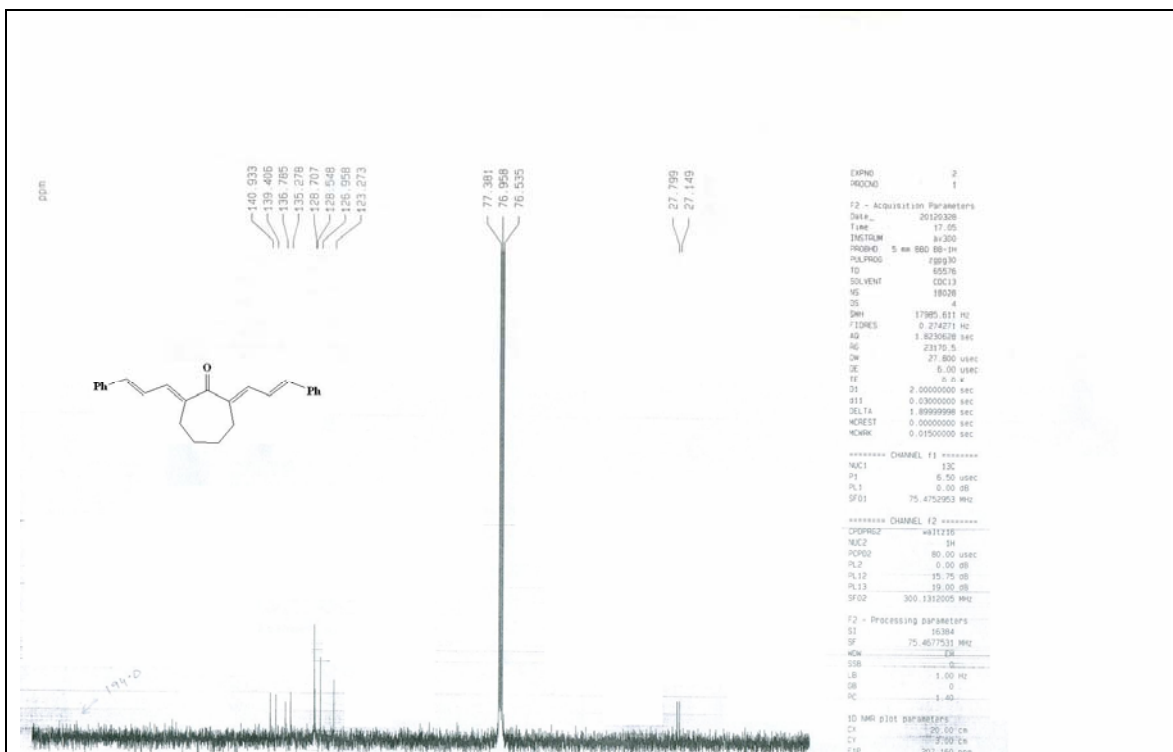 ppm
140.933
139.406
136.785
135.278
128.707
128.548
126.958
123.273
77.381
76.958
76.535
27.799
27.149
O
Ph
Ph
194.0
EXPNO 2
PROCNO 1
F2 - Acquisition Parameters
Date_ 20120328
Time 17.05
INSTRUM av300
PROBHD 5 mm BBO BB-1H
PULPROG zgpg30
TD 65576
SOLVENT CDCl3
NS 18028
DS 4
SWH 17985.611 Hz
FIDRES 0.274271 Hz
AQ 1.8230628 sec
RG 23170.5
DW 27.800 usec
DE 6.00 usec
TE 0.0 K
D1 2.00000000 sec
d11 0.03000000 sec
DELTA 1.89999998 sec
MCREST 0.00000000 sec
MCWRK 0.01500000 sec
======== CHANNEL f1 ========
NUC1 13C
P1 6.50 usec
PL1 0.00 dB
SFO1 75.4752953 MHz
======== CHANNEL f2 ========
CPDPRG2 waltz16
NUC2 1H
PCPD2 80.00 usec
PL2 0.00 dB
PL12 15.75 dB
PL13 19.00 dB
SFO2 300.1312005 MHz
F2 - Processing parameters
SI 16384
SF 75.4677531 MHz
WDW EM
SSB 0
LB 1.00 Hz
GB 0
PC 1.40
1D NMR plot parameters
CX 20.00 cm
CY 7.00 cm
F1P